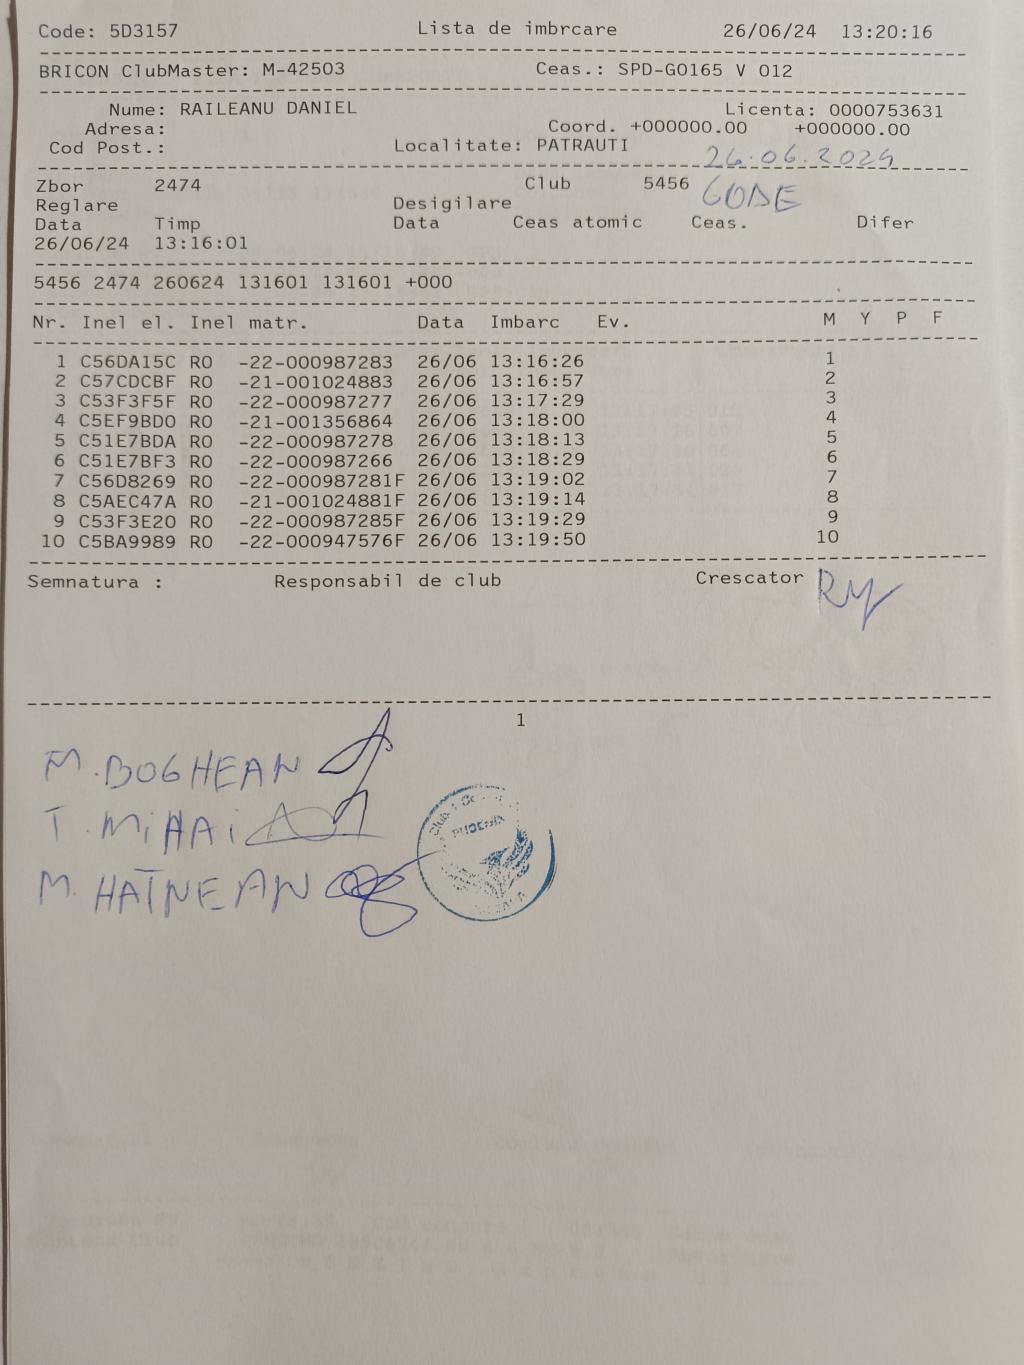 Code: 5D3157 Lista de imbrcare 26/06/24 13:20:16
BRICON ClubMaster: M-42503 Ceas.: SPD-G0165 V 012
Nume: RAILEANU DANIEL Licenta: 0000753631
Adresa: Coord. +000000.00 +000000.00
Cod Post.: Localitate: PATRAUTI
26.06.2024
Zbor 2474 Club 5456 GODE
Reglare Desigilare
Data Timp Data Ceas atomic Ceas. Difer
26/06/24 13:16:01
5456 2474 260624 131601 131601 +000
Nr. Inel el. Inel matr. Data Imbarc Ev. M Y P F
1 C56DA15C RO -22-000987283 26/06 13:16:26 1
2 C57CDCBF RO -21-001024883 26/06 13:16:57 2
3 C53F3F5F RO -22-000987277 26/06 13:17:29 3
4 C5EF9BD0 RO -21-001356864 26/06 13:18:00 4
5 C51E7BDA RO -22-000987278 26/06 13:18:13 5
6 C51E7BF3 RO -22-000987266 26/06 13:18:29 6
7 C56D8269 RO -22-000987281F 26/06 13:19:02 7
8 C5AEC47A RO -21-001024881F 26/06 13:19:14 8
9 C53F3E20 RO -22-000987285F 26/06 13:19:29 9
10 C5BA9989 RO -22-000947576F 26/06 13:19:50 10
Semnatura : Responsabil de club Crescator
1
M. BOGHEAN
T. MIHAI
M. HATNEAN
PHOENIX